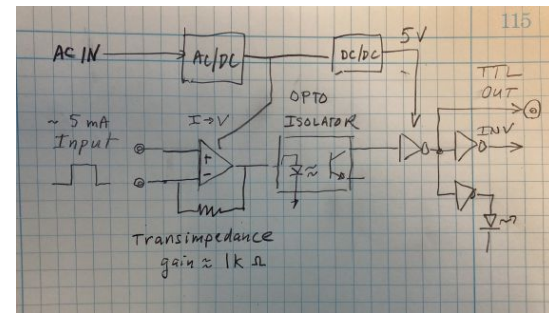 115
AC IN
AC/DC
DC/DC
5V
TTL
OUT
OPTO
ISOLATOR
~ 5 mA
Input
I→V
INV
+
-
Transimpedance
gain ≈ 1k Ω